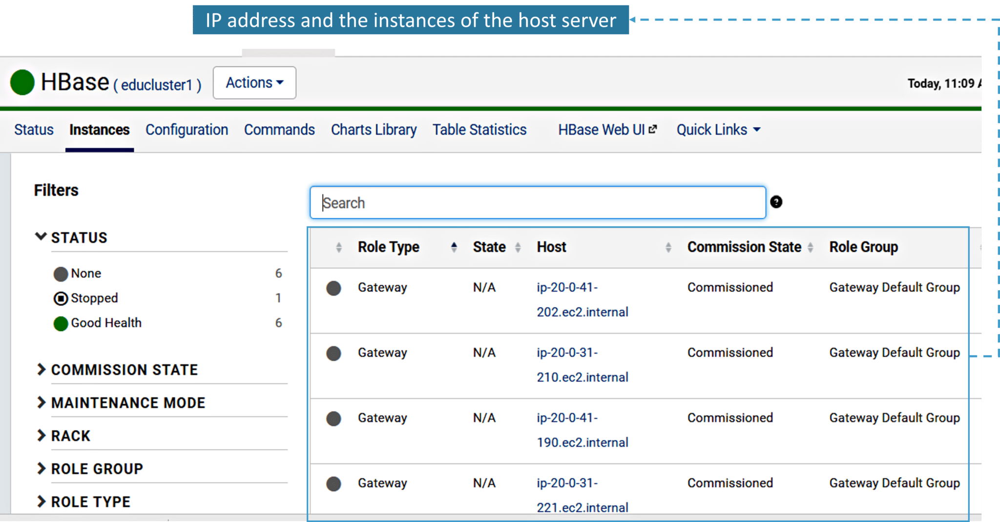 IP address and the instances of the host server
HBase ( educluster1 ) Actions Today, 11:09 A
Status Instances Configuration Commands Charts Library Table Statistics HBase Web UI Quick Links
Filters
Search
STATUS
None 6
Stopped 1
Good Health 6
COMMISSION STATE
MAINTENANCE MODE
RACK
ROLE GROUP
ROLE TYPE
Role Type State Host Commission State Role Group
Gateway N/A ip-20-0-41- Commissioned Gateway Default Group
202.ec2.internal
Gateway N/A ip-20-0-31- Commissioned Gateway Default Group
210.ec2.internal
Gateway N/A ip-20-0-41- Commissioned Gateway Default Group
190.ec2.internal
Gateway N/A ip-20-0-31- Commissioned Gateway Default Group
221.ec2.internal